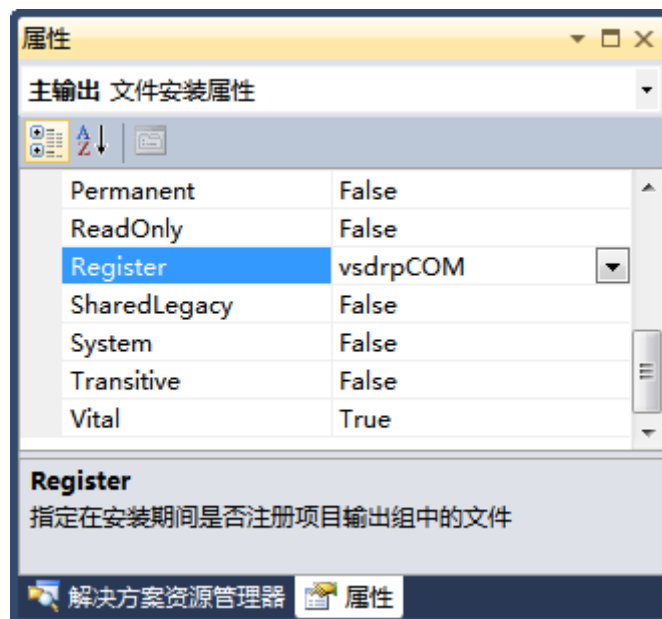 属性
主输出 文件安装属性
Permanent False
ReadOnly False
Register vsdrpCOM
SharedLegacy False
System False
Transitive False
Vital True
Register
指定在安装期间是否注册项目输出组中的文件
解决方案资源管理器 属性